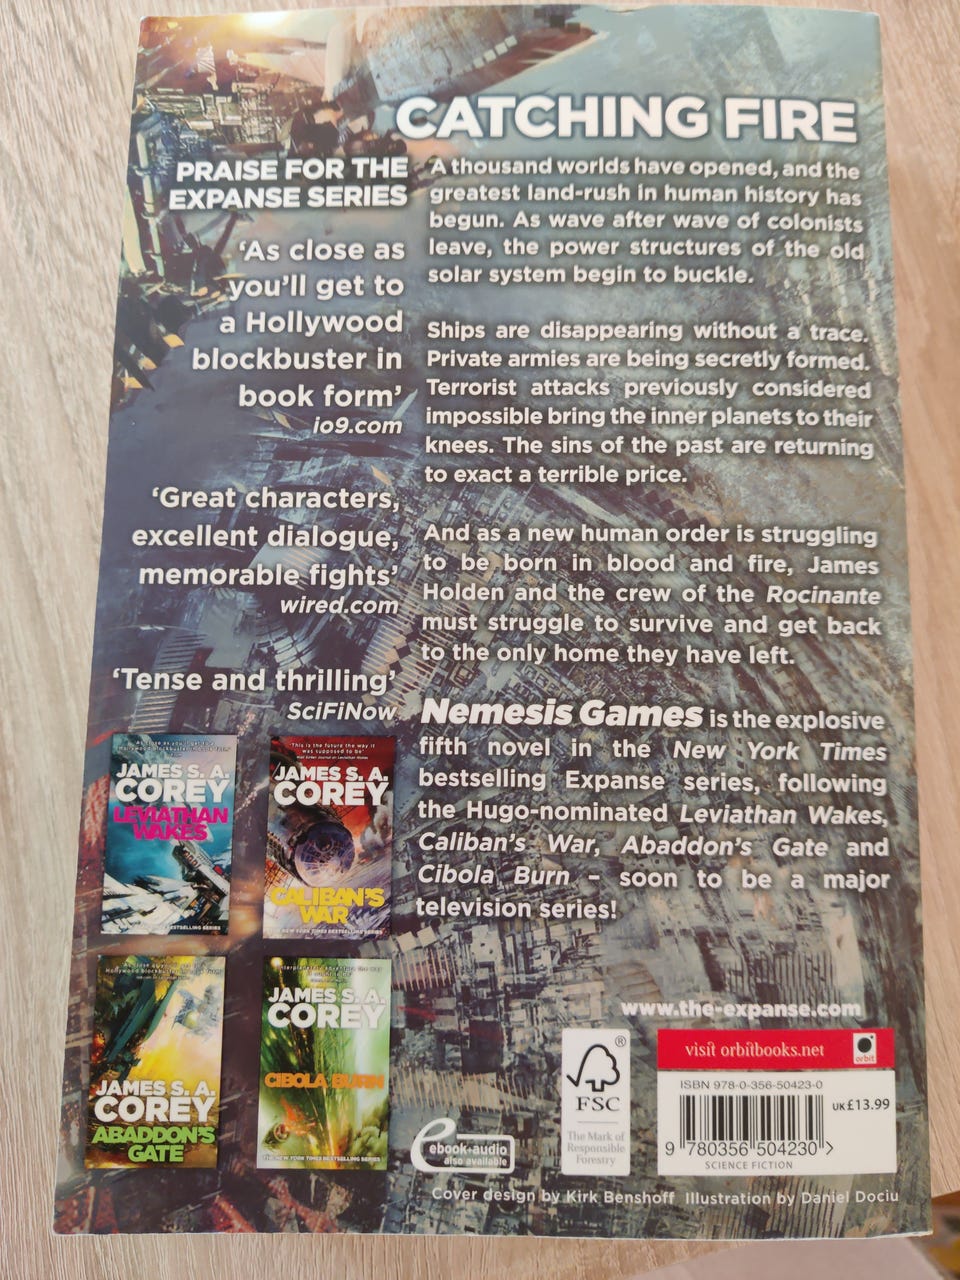 CATCHING FIRE
PRAISE FOR THE
EXPANSE SERIES
‘As close as
you’ll get to
a Hollywood
blockbuster in
book form’
io9.com
‘Great characters,
excellent dialogue,
memorable fights’
wired.com
‘Tense and thrilling’
SciFiNow
A thousand worlds have opened, and the
greatest land-rush in human history has
begun. As wave after wave of colonists
leave, the power structures of the old
solar system begin to buckle.
Ships are disappearing without a trace.
Private armies are being secretly formed.
Terrorist attacks previously considered
impossible bring the inner planets to their
knees. The sins of the past are returning
to exact a terrible price.
And as a new human order is struggling
to be born in blood and fire, James
Holden and the crew of the Rocinante
must struggle to survive and get back
to the only home they have left.
Nemesis Games is the explosive
fifth novel in the New York Times
bestselling Expanse series, following
the Hugo-nominated Leviathan Wakes,
Caliban’s War, Abaddon’s Gate and
Cibola Burn – soon to be a major
television series!
JAMES S. A.
COREY
LEVIATHAN
WAKES
BESTSELLING SERIES
‘This is the future the way it
was supposed to be’
JAMES S. A.
COREY
CALIBAN’S
WAR
NEW YORK TIMES BESTSELLING SERIES
JAMES S. A.
COREY
ABADDON’S
GATE
JAMES S. A.
COREY
CIBOLA BURN
NEW YORK TIMES BESTSELLING SERIES
www.the-expanse.com
visit orbitbooks.net
orbit
®
FSC
The Mark of
Responsible
Forestry
ISBN 978-0-356-50423-0
UK£13.99
9 780356 504230 >
SCIENCE FICTION
ebook+audio
also available
Cover design by Kirk Benshoff Illustration by Daniel Dociu